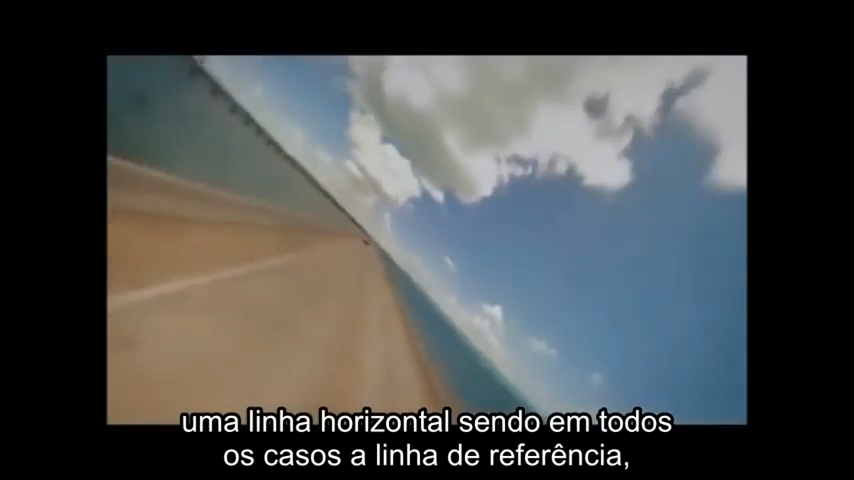 uma linha horizontal sendo em todos
os casos a linha de referência,